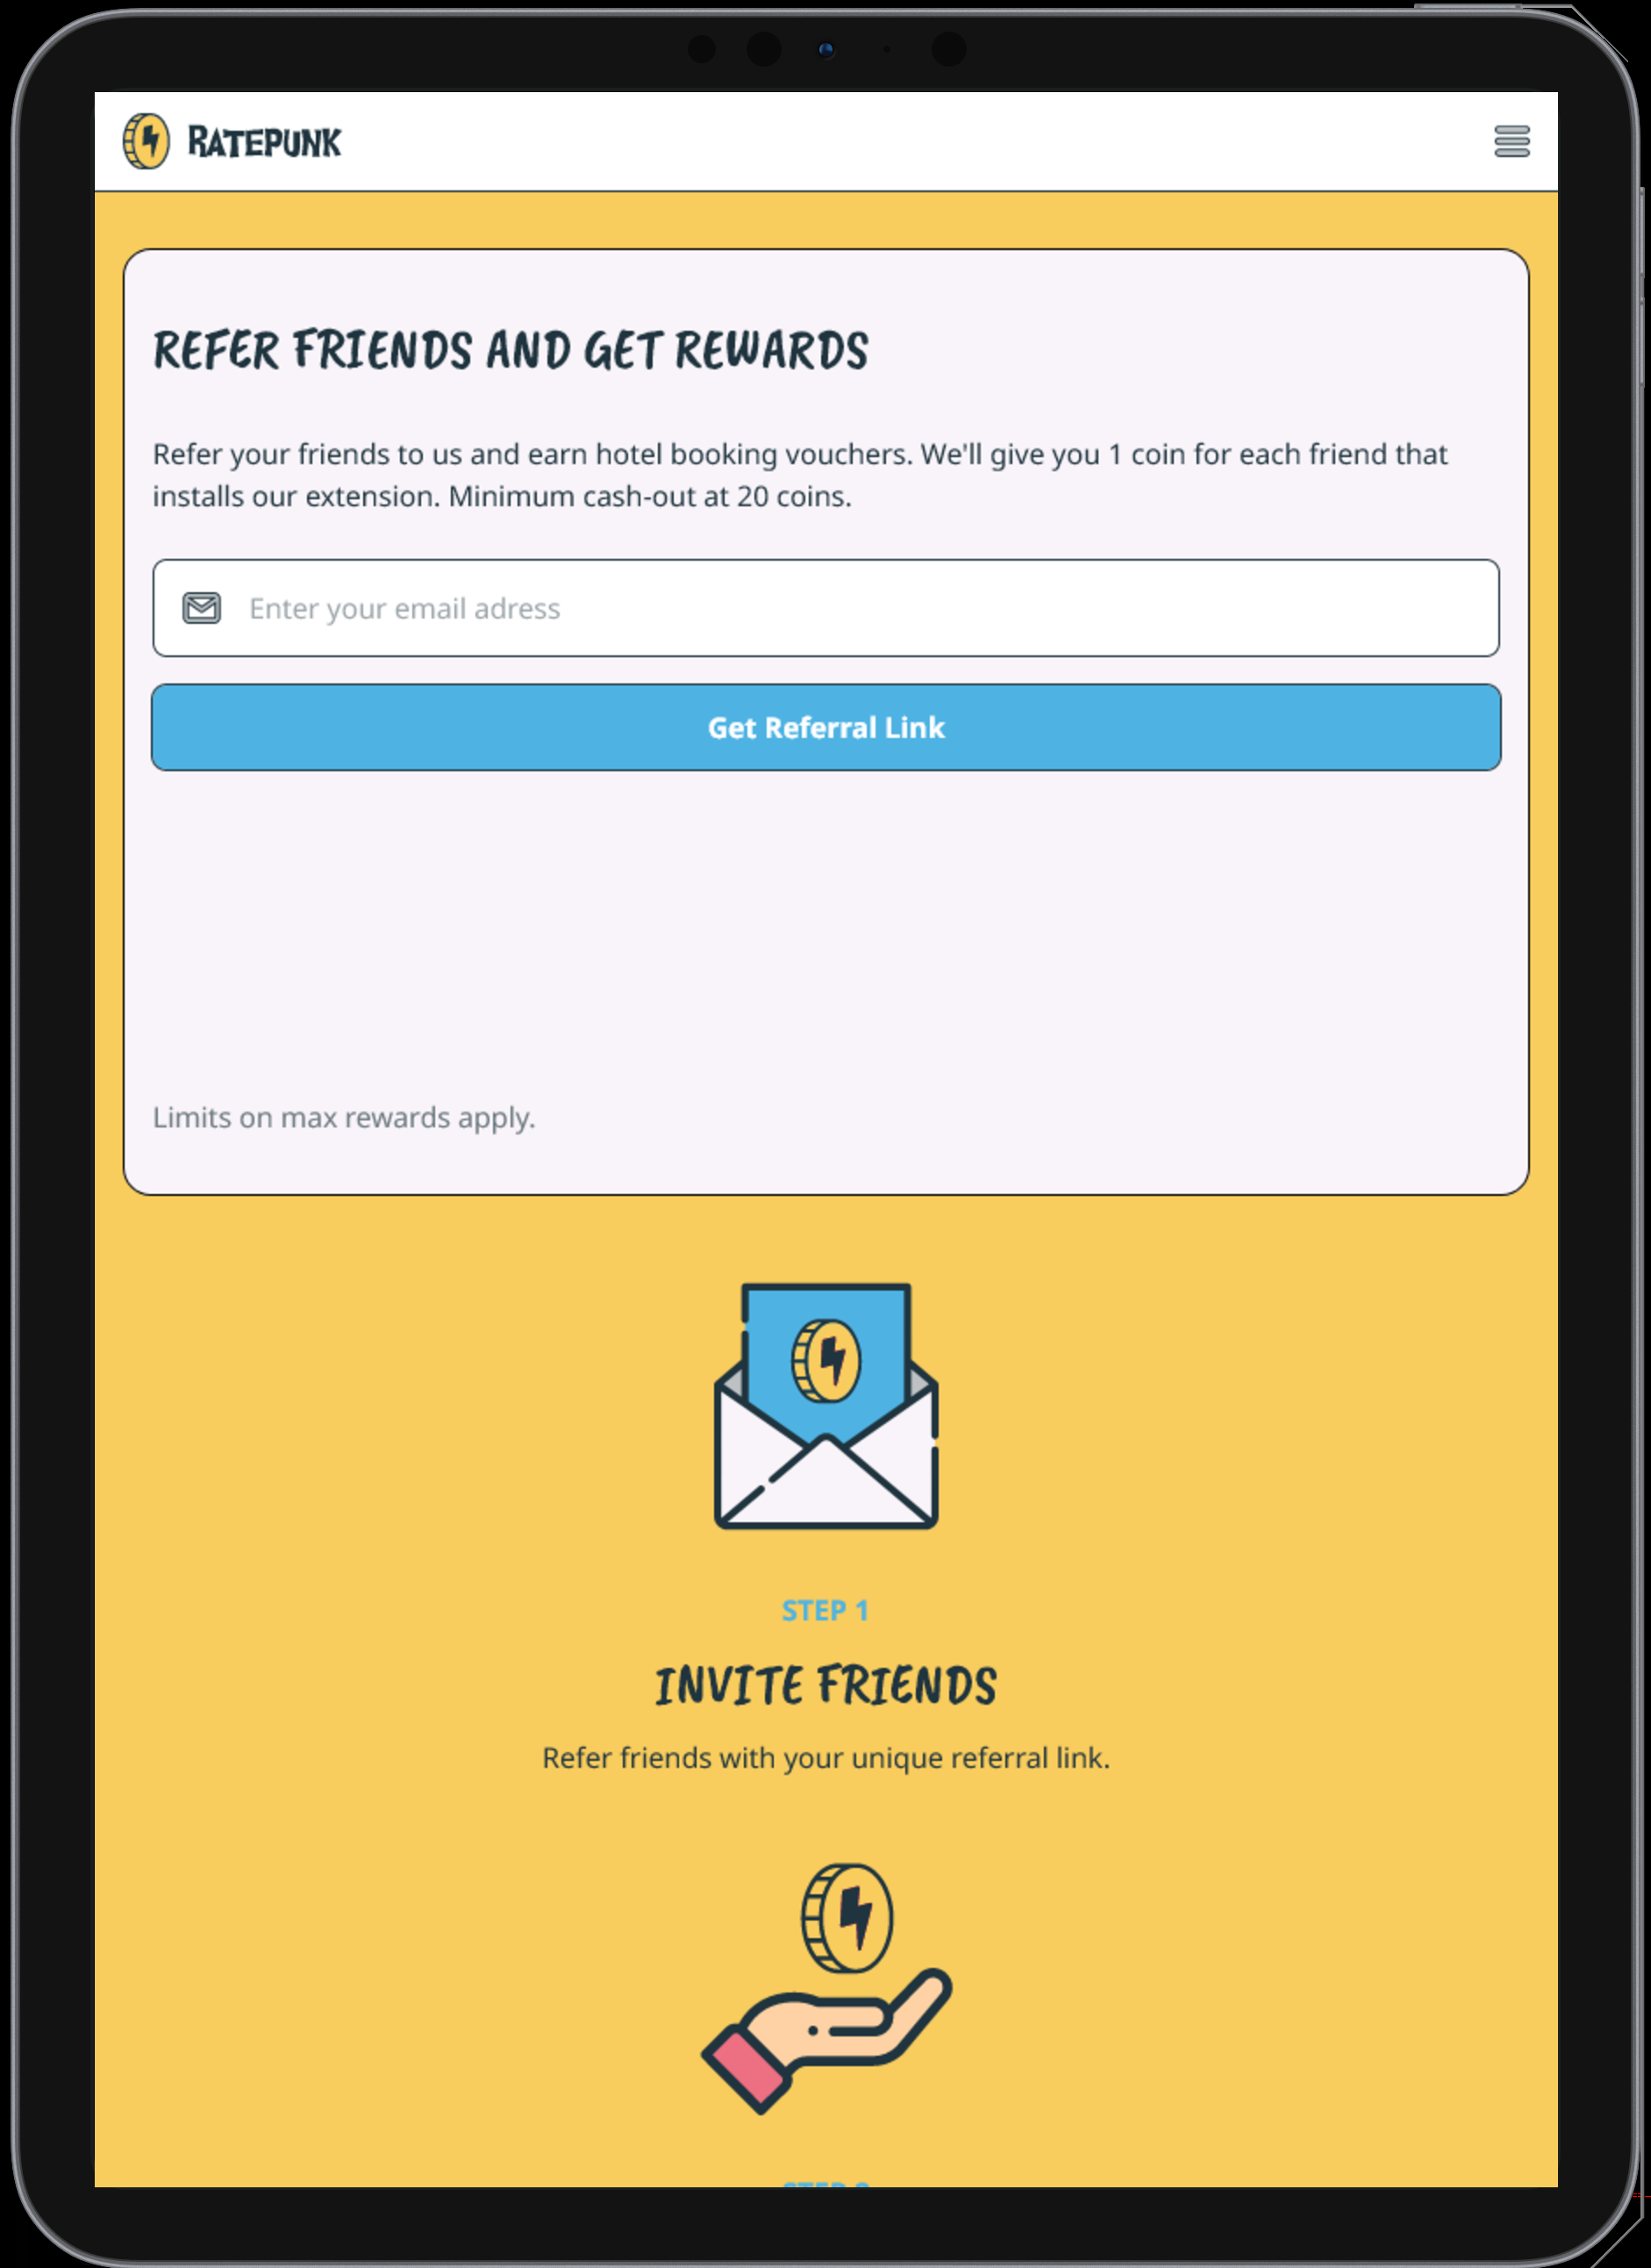 RATEPUNK
REFER FRIENDS AND GET REWARDS
Refer your friends to us and earn hotel booking vouchers. We'll give you 1 coin for each friend that
installs our extension. Minimum cash-out at 20 coins.
Enter your email adress
Get Referral Link
Limits on max rewards apply.
STEP 1
INVITE FRIENDS
Refer friends with your unique referral link.